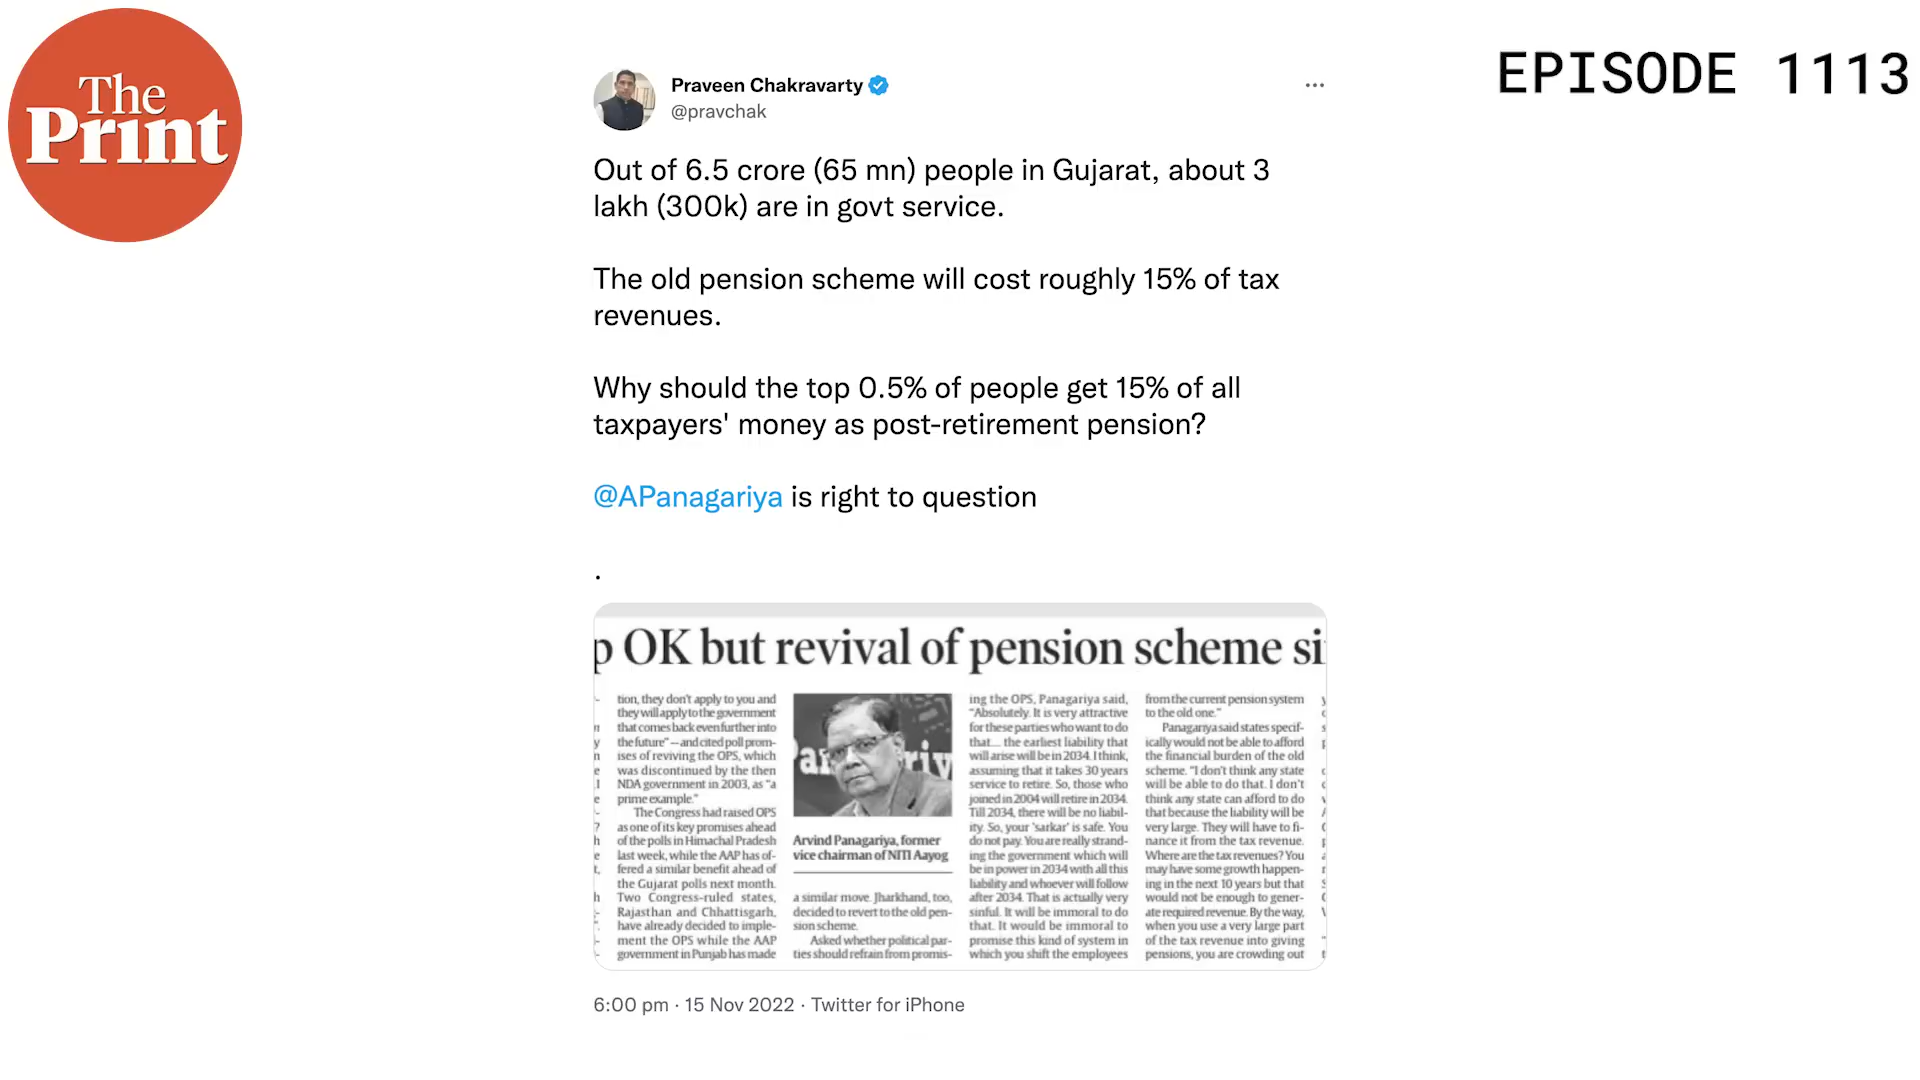 The
Print
EPISODE 1113
Praveen Chakravarty
@pravchak
Out of 6.5 crore (65 mn) people in Gujarat, about 3
lakh (300k) are in govt service.
The old pension scheme will cost roughly 15% of tax
revenues.
Why should the top 0.5% of people get 15% of all
taxpayers' money as post-retirement pension?
@APanagariya is right to question
.
p OK but revival of pension scheme si
tion, they don't apply to you and
they will apply to the government
that comes back even further into
the future" — and cited poll prom-
ises of reviving the OPS, which
was discontinued by the then
NDA government in 2003, as "a
prime example."
The Congress had raised OPS
as one of its key promises ahead
of the polls in Himachal Pradesh
last week, while the AAP has of-
fered a similar benefit ahead of
the Gujarat polls next month.
Two Congress-ruled states,
Rajasthan and Chhattisgarh,
have already decided to imple-
ment the OPS while the AAP
government in Punjab has made
Arvind Panagariya, former
vice chairman of NITI Aayog
a similar move. Jharkhand, too,
decided to revert to the old pen-
sion scheme.
Asked whether political par-
ties should refrain from promis-
ing the OPS, Panagariya said,
"Absolutely. It is very attractive
for these parties who want to do
that.... the earliest liability that
will arise will be in 2034. I think,
assuming that it takes 30 years
service to retire. So, those who
joined in 2004 will retire in 2034.
Till 2034, there will be no liabil-
ity. So, your 'sarkar' is safe. You
do not pay. You are really strand-
ing the government which will
be in power in 2034 with all this
liability and whoever will follow
after 2034. That is actually very
sinful. It will be immoral to do
that. It would be immoral to
promise this kind of system in
which you shift the employees
from the current pension system
to the old one."
Panagariya said states specif-
ically would not be able to afford
the financial burden of the old
scheme. "I don't think any state
will be able to do that. I don't
think any state can afford to do
that because the liability will be
very large. They will have to fi-
nance it from the tax revenue.
Where are the tax revenues? You
may have some growth happen-
ing in the next 10 years but that
would not be enough to gener-
ate required revenue. By the way,
when you use a very large part
of the tax revenue into giving
pensions, you are crowding out
6:00 pm · 15 Nov 2022 · Twitter for iPhone